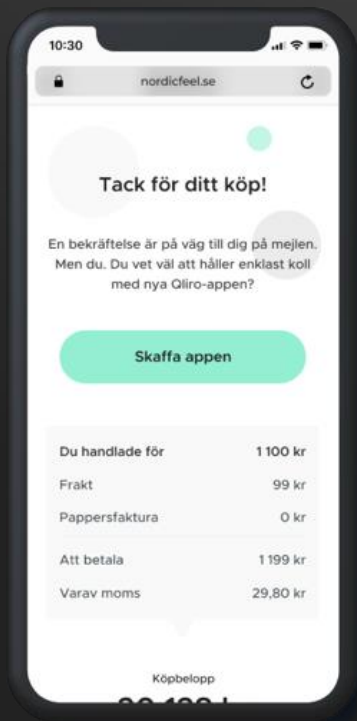 10:30
nordicfeel.se
Tack för ditt köp!
En bekräftelse är på väg till dig på mejlen.
Men du. Du vet väl att håller enklast koll
med nya Qliro-appen?
Skaffa appen
Du handlade för 1 100 kr
Frakt 99 kr
Pappersfaktura 0 kr
Att betala 1 199 kr
Varav moms 29,80 kr
Köpbelopp